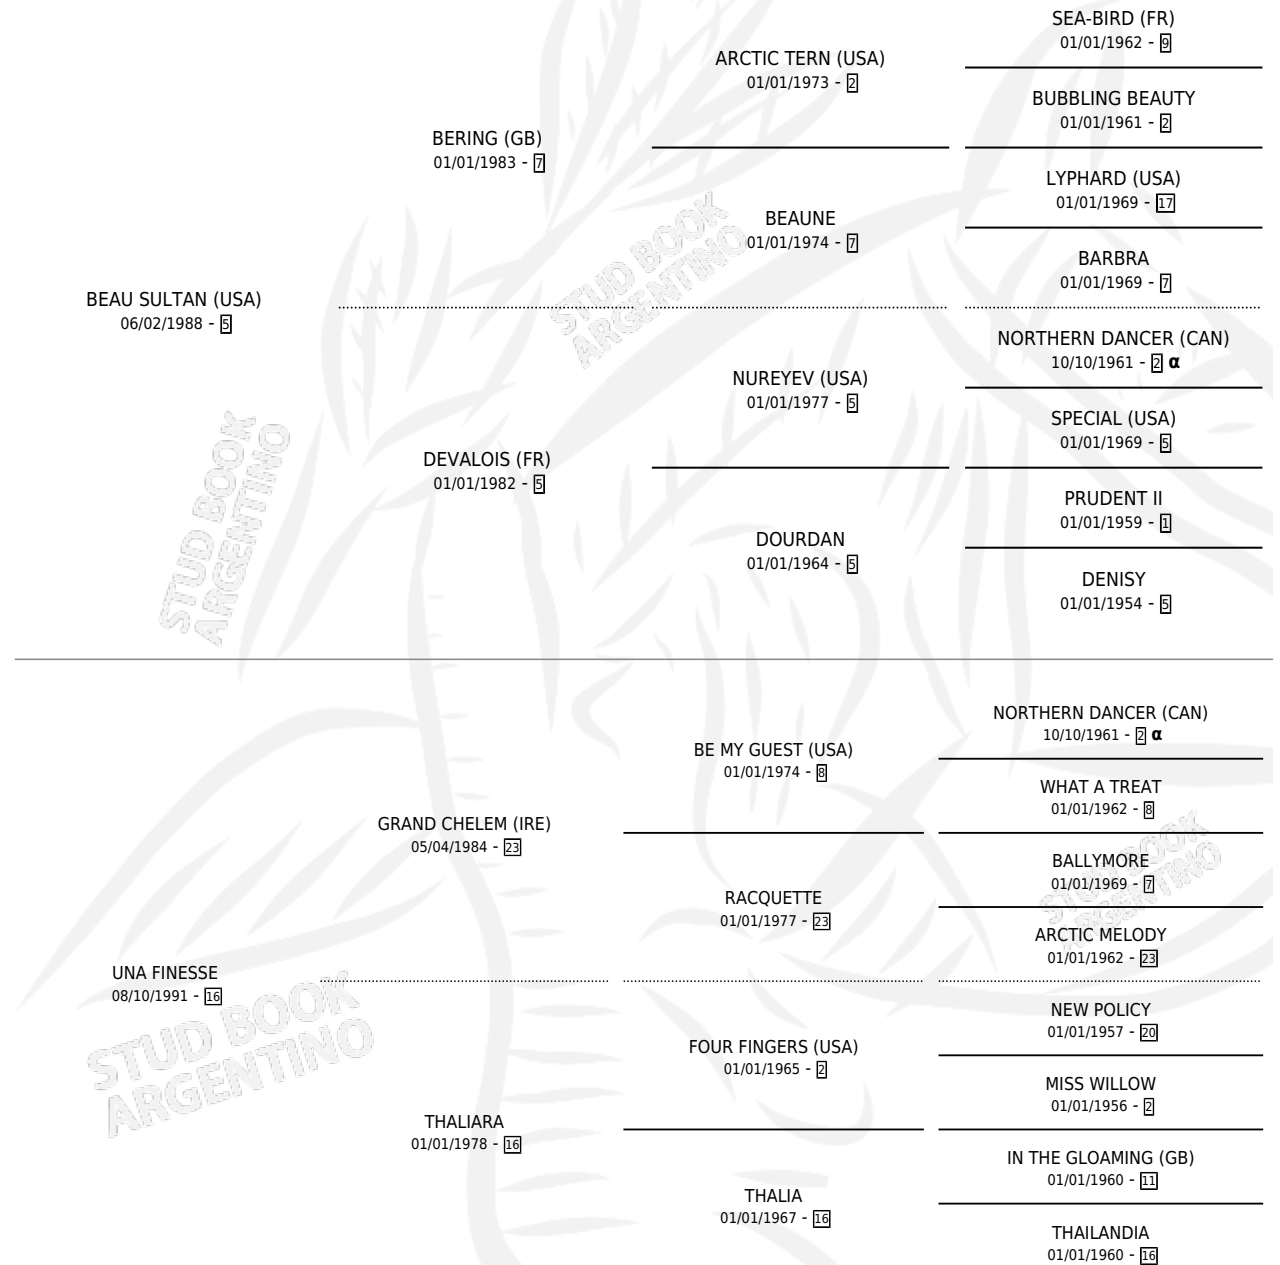 SEA-BIRD (FR)
01/01/1962 - 9
ARCTIC TERN (USA)
01/01/1973 - 2
BUBBLING BEAUTY
01/01/1961 - 2
BERING (GB)
01/01/1983 - 7
LYPHARD (USA)
01/01/1969 - 17
BEAUNE
01/01/1974 - 7
BARBRA
01/01/1969 - 7
BEAU SULTAN (USA)
06/02/1988 - 5
NORTHERN DANCER (CAN)
10/10/1961 - 2 α
NUREYEV (USA)
01/01/1977 - 5
SPECIAL (USA)
01/01/1969 - 5
DEVALOIS (FR)
01/01/1982 - 5
PRUDENT II
01/01/1959 - 1
DOURDAN
01/01/1964 - 5
DENISY
01/01/1954 - 5
STUD BOOK
ARGENTINO
STUD BOOK
ARGENTINO
NORTHERN DANCER (CAN)
10/10/1961 - 2 α
BE MY GUEST (USA)
01/01/1974 - 8
WHAT A TREAT
01/01/1962 - 8
GRAND CHELEM (IRE)
05/04/1984 - 23
BALLYMORE
01/01/1969 - 7
RACQUETTE
01/01/1977 - 23
ARCTIC MELODY
01/01/1962 - 23
UNA FINESSE
08/10/1991 - 16
NEW POLICY
01/01/1957 - 20
FOUR FINGERS (USA)
01/01/1965 - 2
MISS WILLOW
01/01/1956 - 2
THALIARA
01/01/1978 - 16
IN THE GLOAMING (GB)
01/01/1960 - 11
THALIA
01/01/1967 - 16
THAILANDIA
01/01/1960 - 16
STUD BOOK
ARGENTINO
STUD BOOK
ARGENTINO